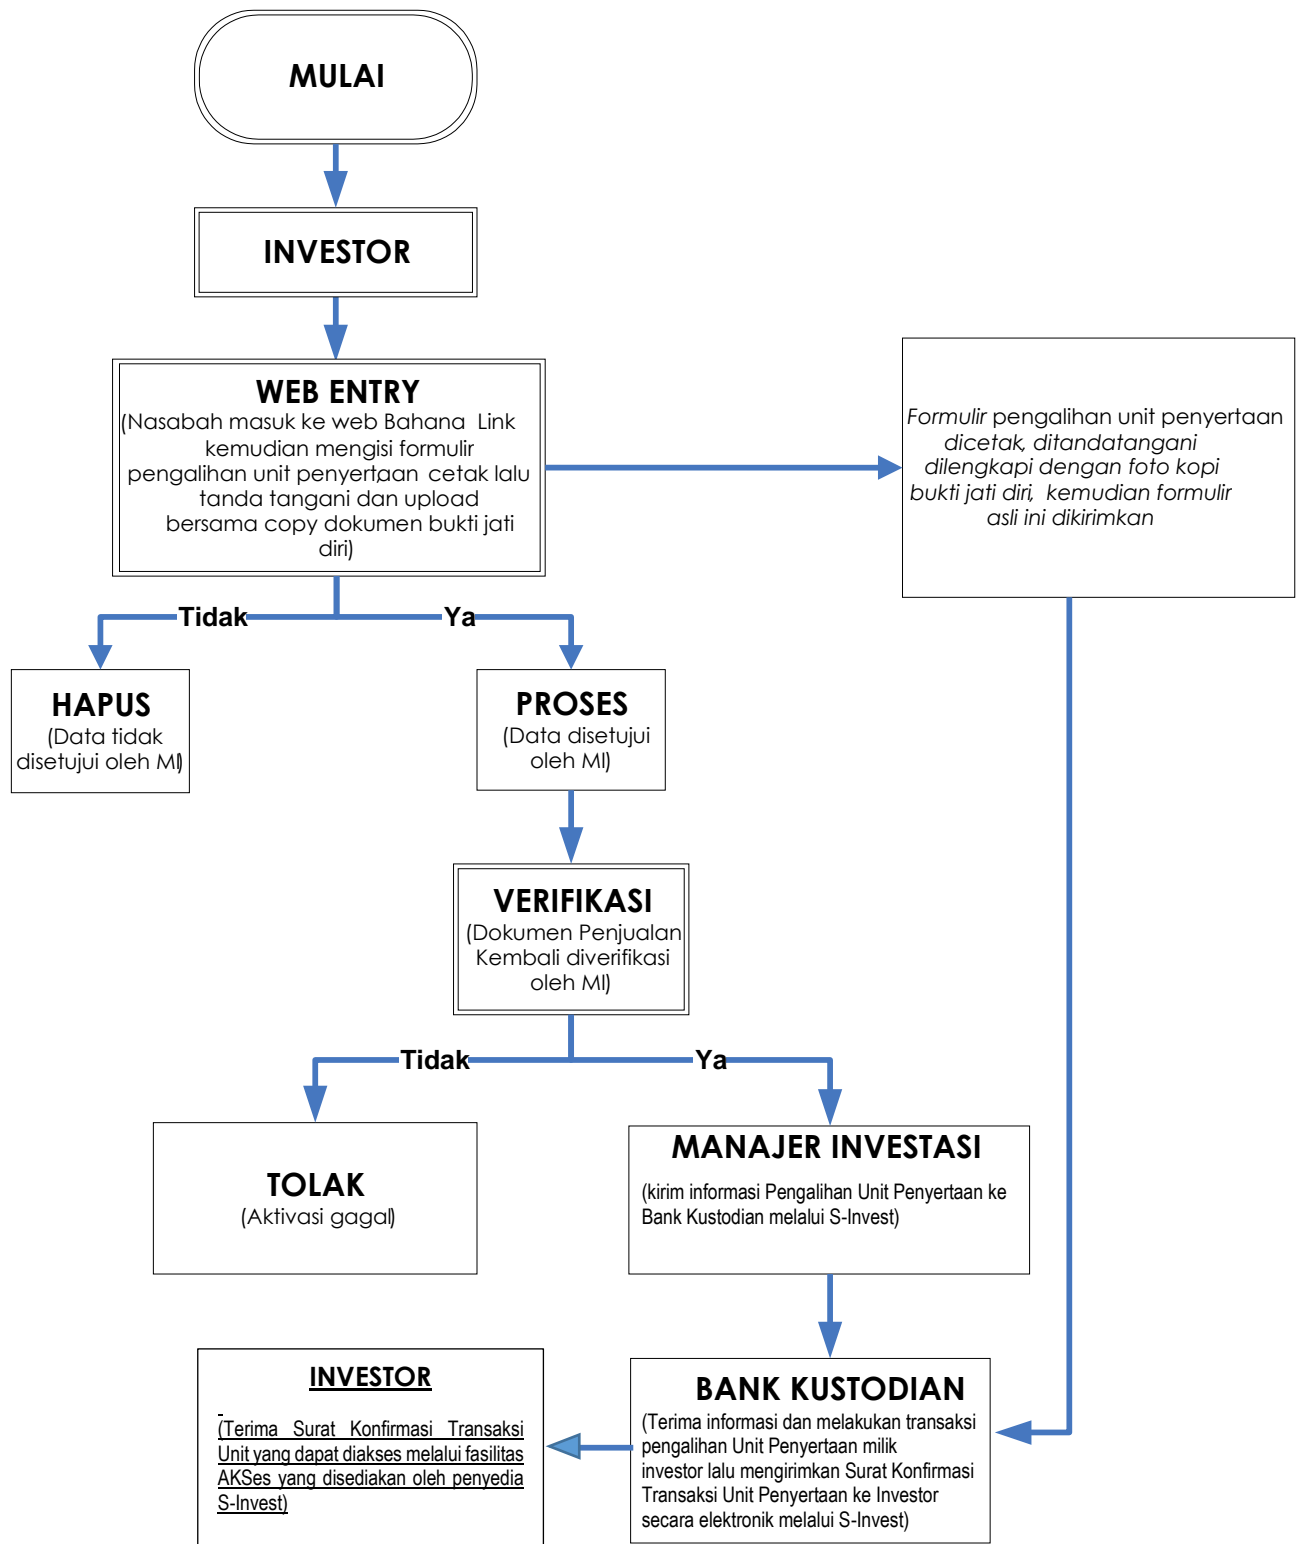 MULAI
INVESTOR
WEB ENTRY
(Nasabah masuk ke web Bahana Link
kemudian mengisi formulir
pengalihan unit penyertaan, cetak lalu
tanda tangani dan upload
bersama copy dokumen bukti jati
diri)
Formulir pengalihan unit penyertaan
dicetak, ditandatangani
dilengkapi dengan foto kopi
bukti jati diri, kemudian formulir
asli ini dikirimkan
Tidak
Ya
HAPUS
(Data tidak
disetujui oleh MI)
PROSES
(Data disetujui
oleh MI)
VERIFIKASI
(Dokumen Penjualan
Kembali diverifikasi
oleh MI)
Tidak
Ya
TOLAK
(Aktivasi gagal)
MANAJER INVESTASI
(kirim informasi Pengalihan Unit Penyertaan ke
Bank Kustodian melalui S-Invest)
INVESTOR
(Terima Surat Konfirmasi Transaksi
Unit yang dapat diakses melalui fasilitas
AKSes yang disediakan oleh penyedia
S-Invest)
BANK KUSTODIAN
(Terima informasi dan melakukan transaksi
pengalihan Unit Penyertaan milik
investor lalu mengirimkan Surat Konfirmasi
Transaksi Unit Penyertaan ke Investor
secara elektronik melalui S-Invest)